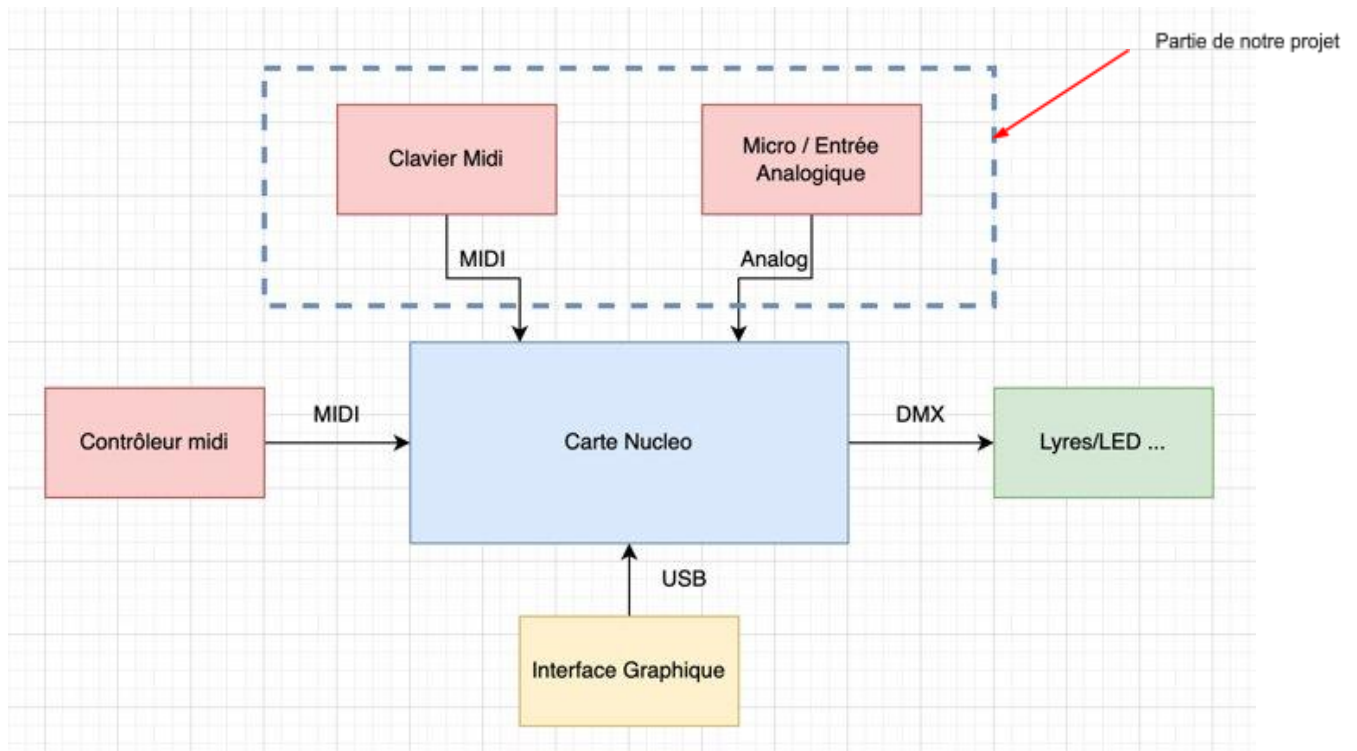 Partie de notre projet
Clavier Midi
Micro / Entrée
Analogique
MIDI
Analog
Contrôleur midi
MIDI
Carte Nucleo
DMX
Lyres/LED ...
USB
Interface Graphique